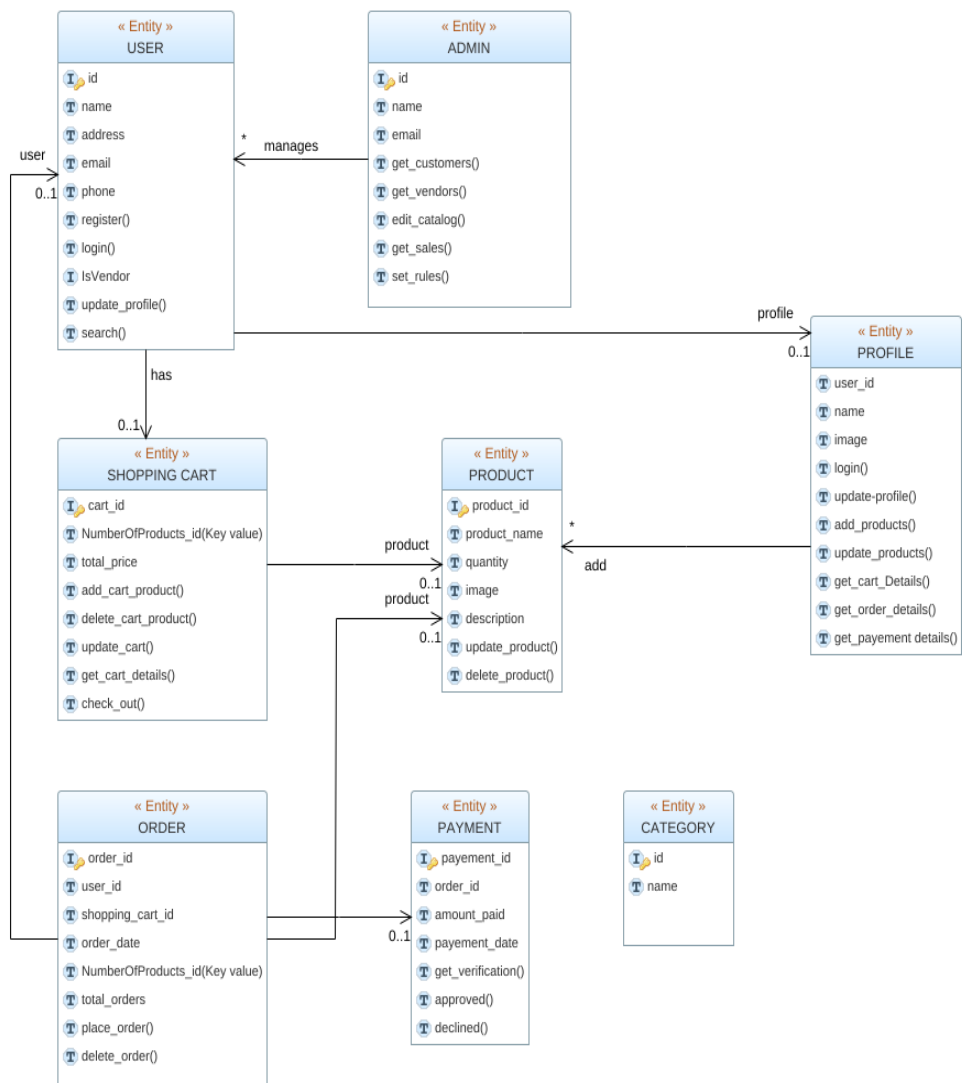 « Entity »
USER
id
name
address
email
phone
register()
login()
IsVendor
update_profile()
search()
« Entity »
ADMIN
id
name
email
get_customers()
get_vendors()
edit_catalog()
get_sales()
set_rules()
*
manages
user
0..1
profile
0..1
has
0..1
« Entity »
PROFILE
user_id
name
image
login()
update-profile()
add_products()
update_products()
get_cart_Details()
get_order_details()
get_payement details()
« Entity »
SHOPPING CART
cart_id
NumberOfProducts_id(Key value)
total_price
add_cart_product()
delete_cart_product()
update_cart()
get_cart_details()
check_out()
product
0..1
product
0..1
« Entity »
PRODUCT
product_id
product_name
quantity
image
description
update_product()
delete_product()
*
add
« Entity »
ORDER
order_id
user_id
shopping_cart_id
order_date
NumberOfProducts_id(Key value)
total_orders
place_order()
delete_order()
0..1
« Entity »
PAYMENT
payement_id
order_id
amount_paid
payement_date
get_verification()
approved()
declined()
« Entity »
CATEGORY
id
name